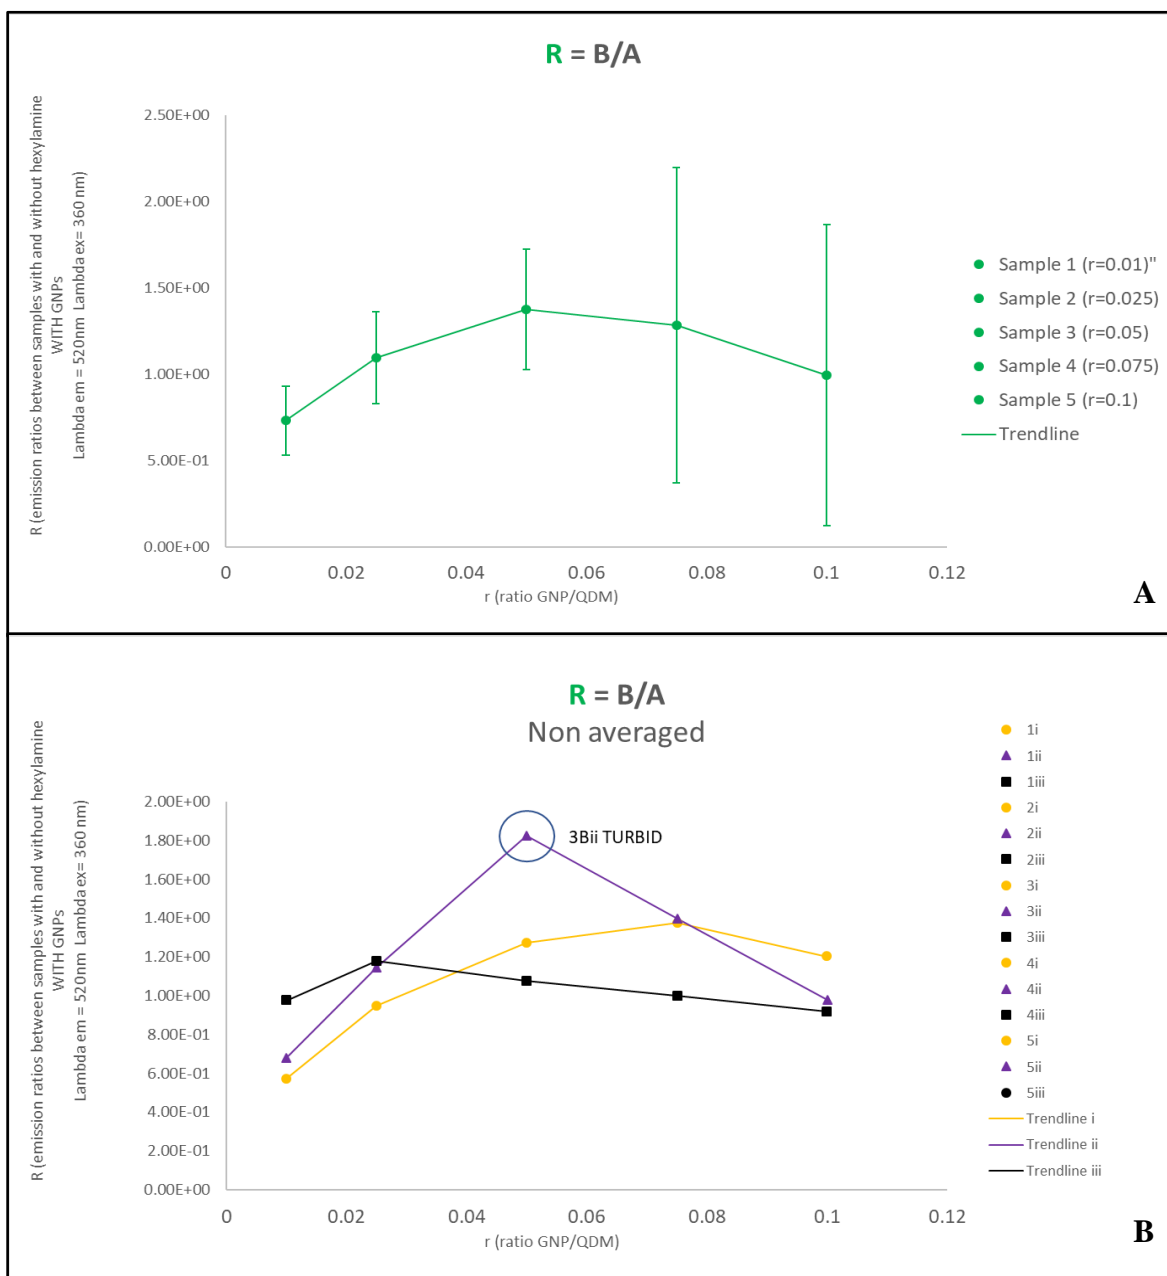 R = B/A
R (emission ratios between samples with and without hexylamine
WITH GNPs
Lambda em = 520nm Lambda ex= 360 nm)
2.50E+00
2.00E+00
1.50E+00
1.00E+00
5.00E-01
0.00E+00
0 0.02 0.04 0.06 0.08 0.1 0.12
r (ratio GNP/QDM)
Sample 1 (r=0.01)"
Sample 2 (r=0.025)
Sample 3 (r=0.05)
Sample 4 (r=0.075)
Sample 5 (r=0.1)
Trendline
A
R = B/A
Non averaged
R (emission ratios between samples with and without hexylamine
WITH GNPs
Lambda em = 520nm Lambda ex= 360 nm)
2.00E+00
1.80E+00
1.60E+00
1.40E+00
1.20E+00
1.00E+00
8.00E-01
6.00E-01
4.00E-01
2.00E-01
0.00E+00
3Bii TURBID
0 0.02 0.04 0.06 0.08 0.1 0.12
r (ratio GNP/QDM)
1i
1ii
1iii
2i
2ii
2iii
3i
3ii
3iii
4i
4ii
4iii
5i
5ii
5iii
Trendline i
Trendline ii
Trendline iii
B